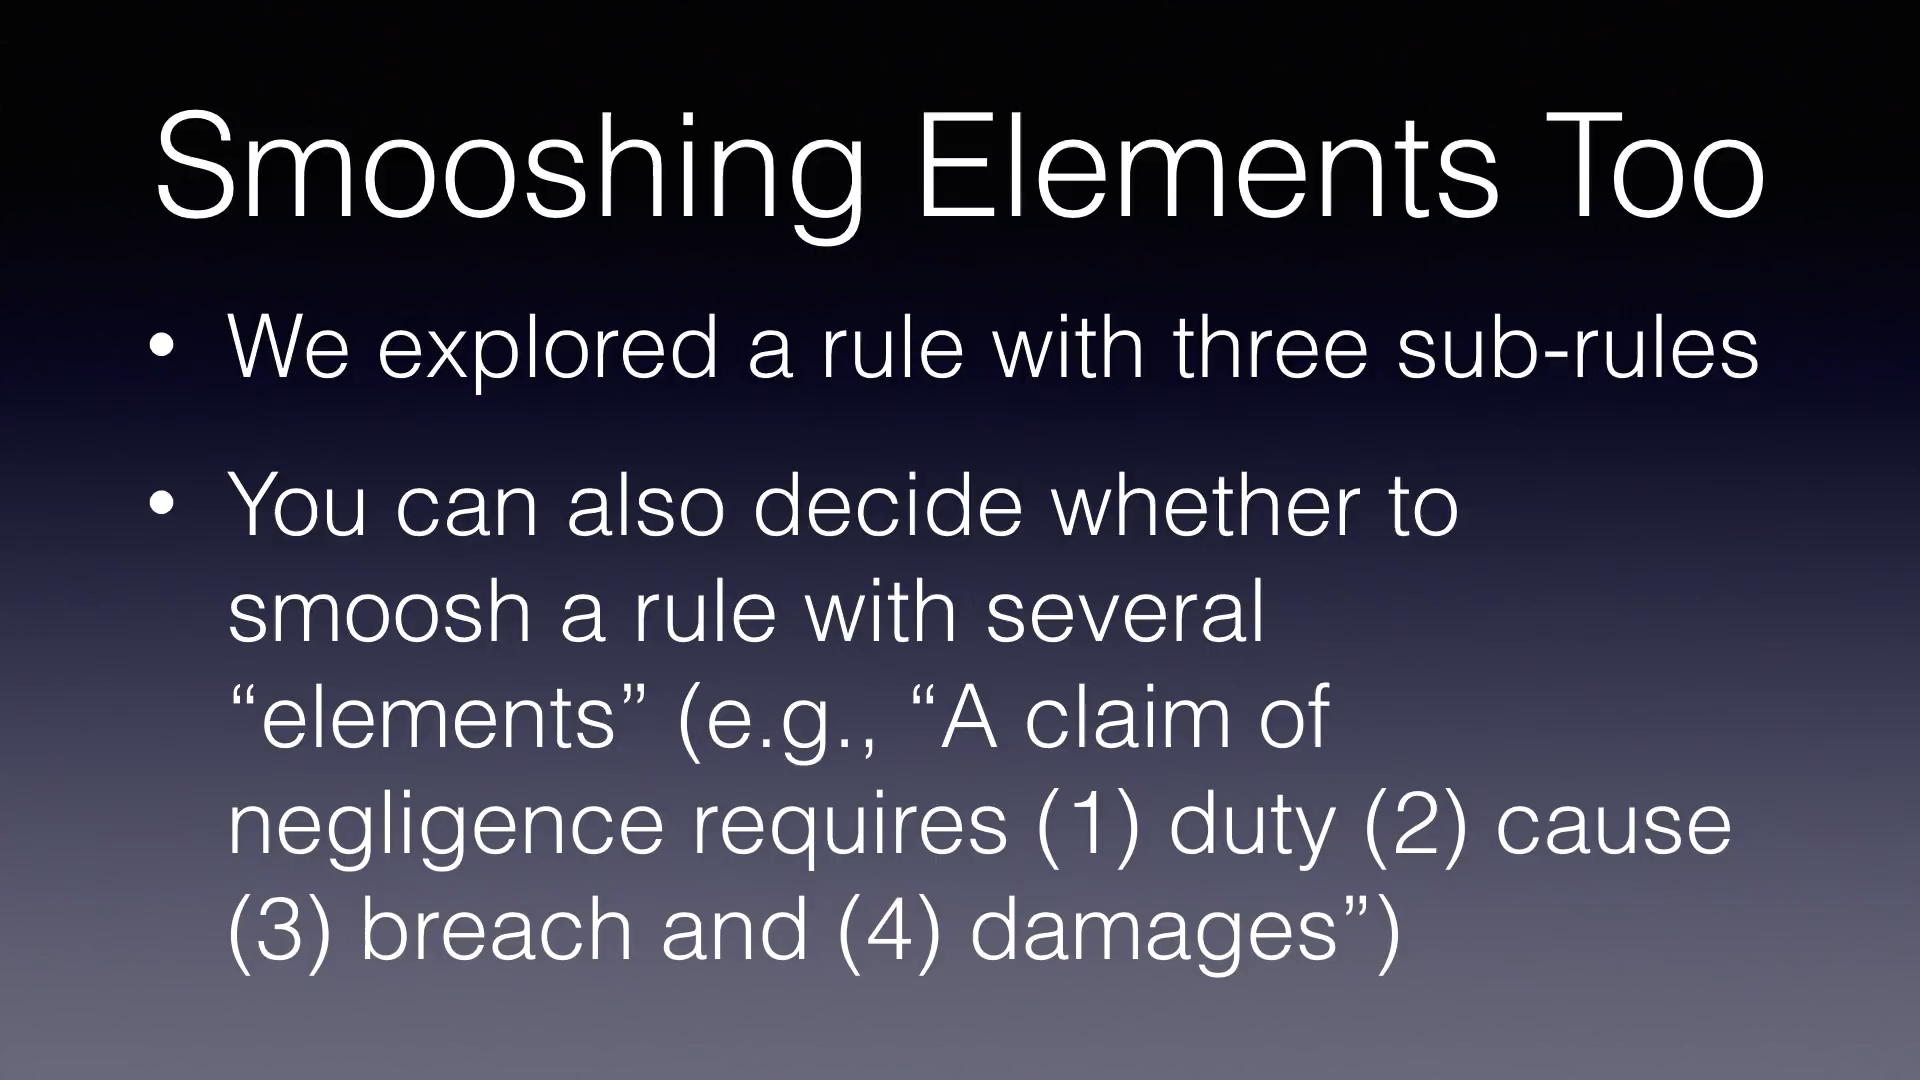 Smooshing Elements Too
• We explored a rule with three sub-rules
• You can also decide whether to
smoosh a rule with several
“elements” (e.g., “A claim of
negligence requires (1) duty (2) cause
(3) breach and (4) damages”)